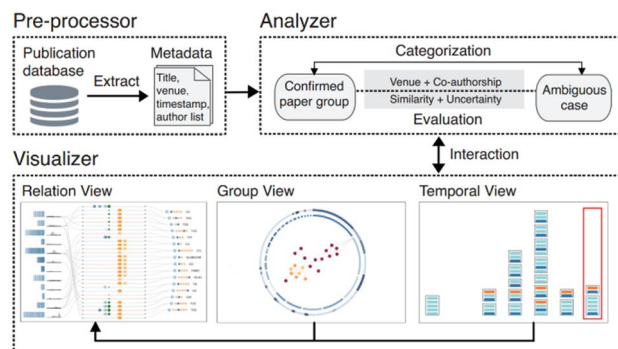 Pre-processor
Publication
database
Extract
Metadata
Title,
venue,
timestamp,
author list
Analyzer
Categorization
Confirmed
paper group
Venue + Co-authorship
Similarity + Uncertainty
Ambiguous
case
Evaluation
Interaction
Visualizer
Relation View
Group View
Temporal View